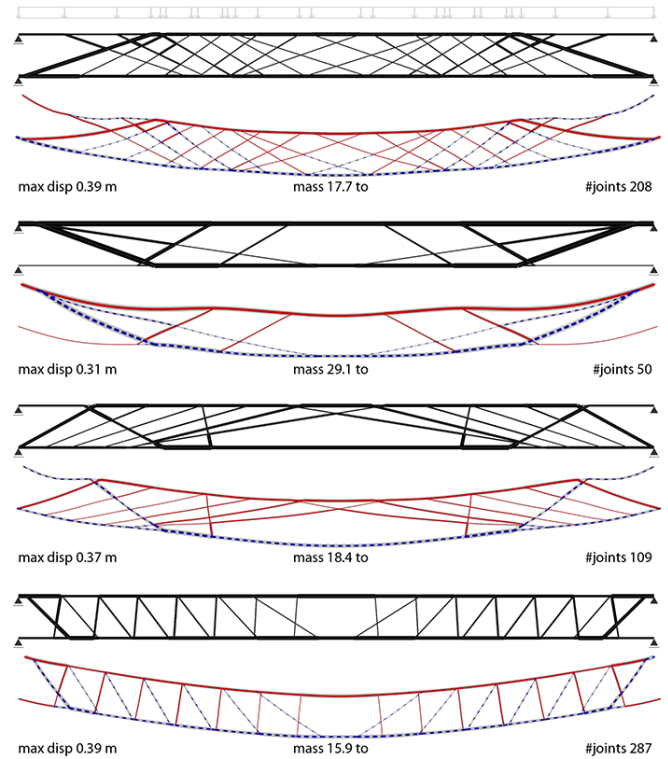 max disp 0.39 m mass 17.7 to #joints 208
max disp 0.31 m mass 29.1 to #joints 50
max disp 0.37 m mass 18.4 to #joints 109
max disp 0.39 m mass 15.9 to #joints 287